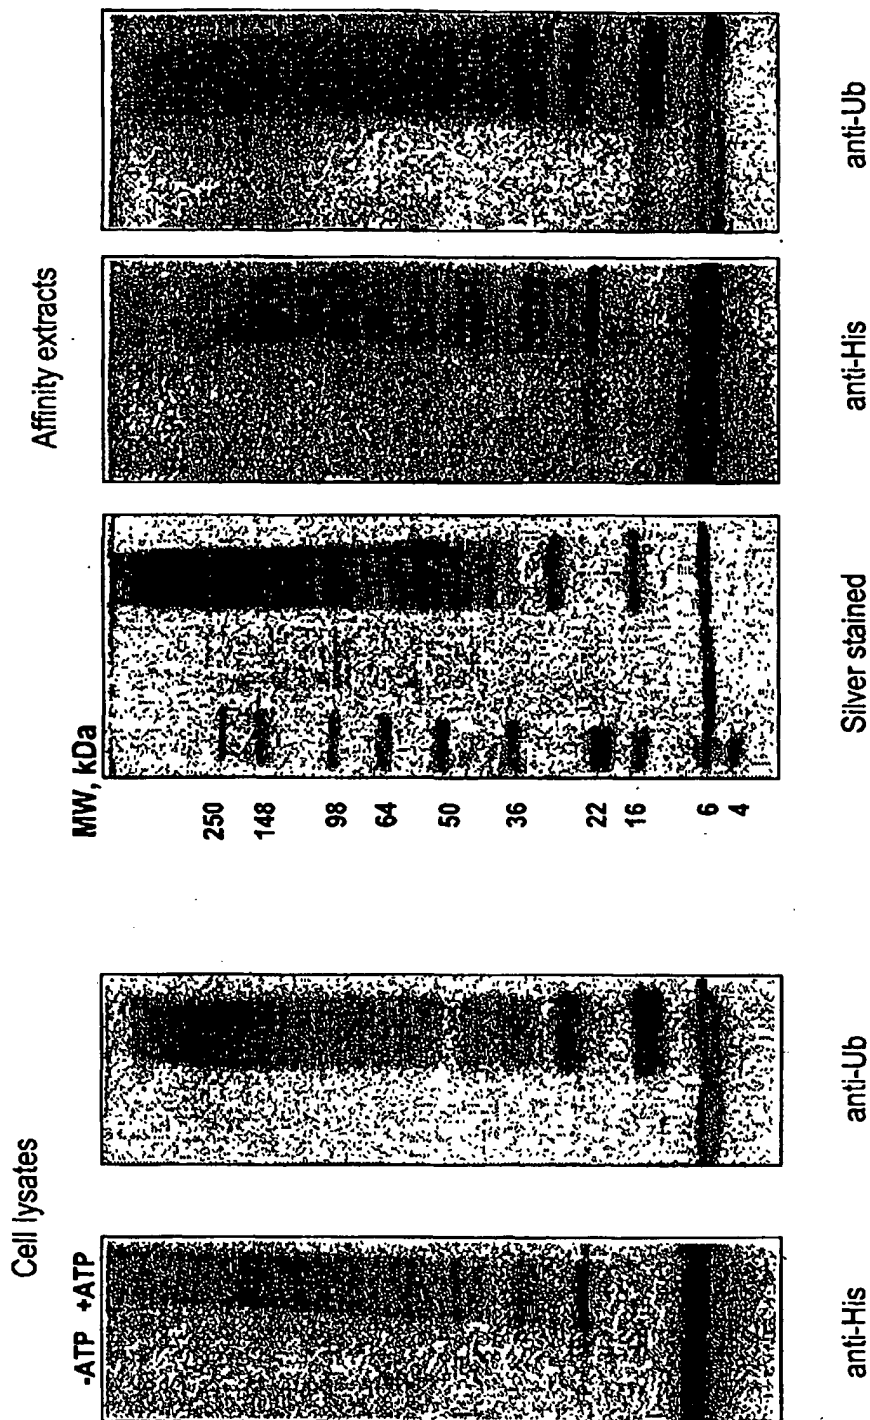 Cell lysates
Affinity extracts
-ATP +ATP
MW, kDa
250
148
98
64
50
36
22
16
6
4
anti-His
anti-Ub
Silver stained
anti-His
anti-Ub